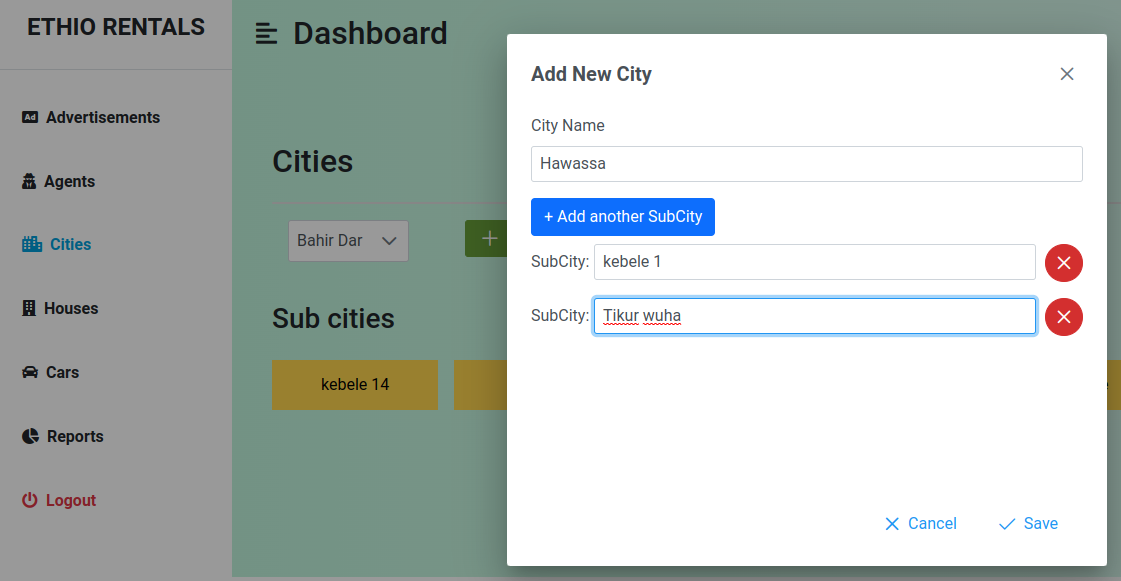 ETHIO RENTALS
Advertisements
Agents
Cities
Houses
Cars
Reports
Logout
Dashboard
Cities
Bahir Dar
Sub cities
kebele 14
Add New City
City Name
Hawassa
+ Add another SubCity
SubCity: kebele 1
SubCity: Tikur wuha
Cancel Save